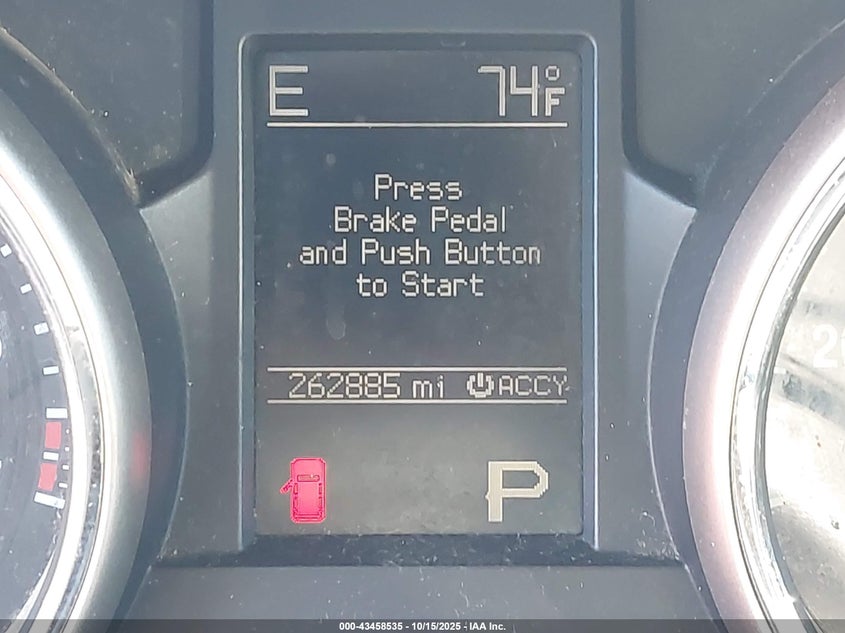 E 74°F
Press
Brake Pedal
and Push Button
to Start
262885 mi ACCY
P
000-43458535 - 10/15/2025 - IAA Inc.